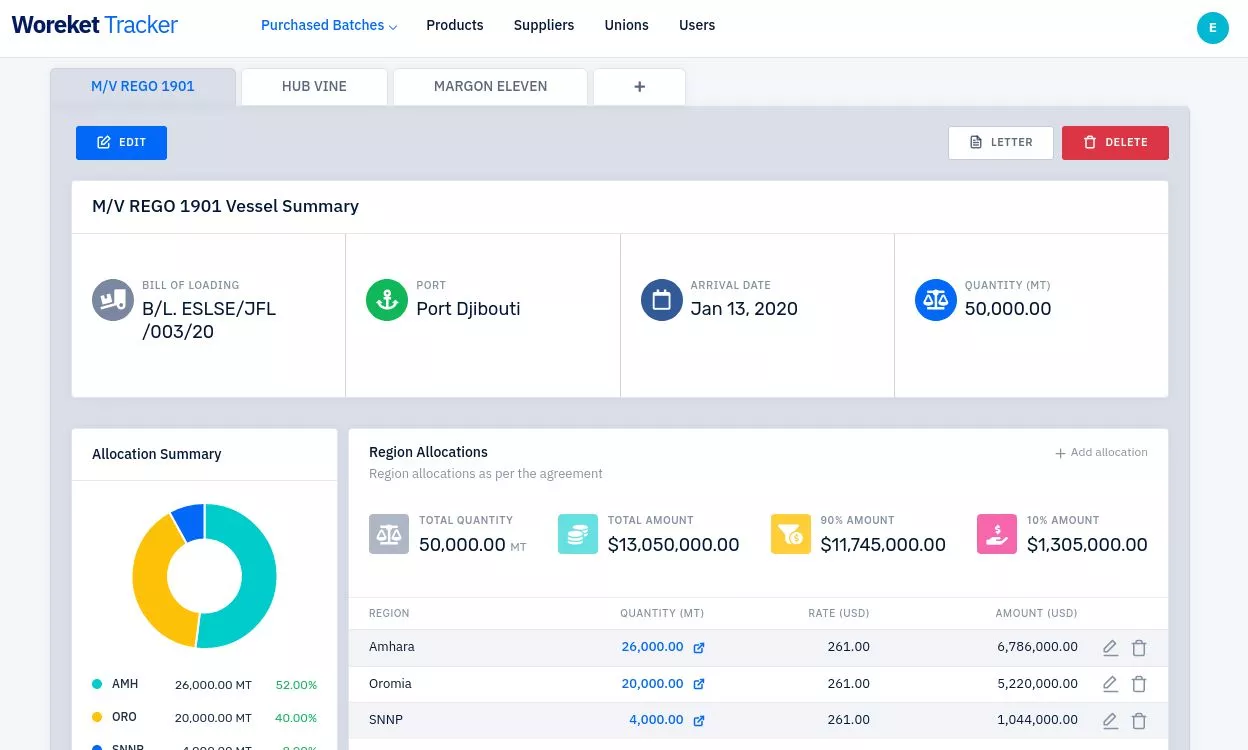 Woreket Tracker
Purchased Batches
Products
Suppliers
Unions
Users
E
M/V REGO 1901
HUB VINE
MARGON ELEVEN
+
EDIT
LETTER
DELETE
M/V REGO 1901 Vessel Summary
BILL OF LOADING
B/L. ESLSE/JFL
/003/20
PORT
Port Djibouti
ARRIVAL DATE
Jan 13, 2020
QUANTITY (MT)
50,000.00
Allocation Summary
AMH 26,000.00 MT 52.00%
ORO 20,000.00 MT 40.00%
SNNP 4,000.00 MT 8.00%
Region Allocations
Region allocations as per the agreement
+ Add allocation
TOTAL QUANTITY
50,000.00 MT
TOTAL AMOUNT
$13,050,000.00
90% AMOUNT
$11,745,000.00
10% AMOUNT
$1,305,000.00
REGION QUANTITY (MT) RATE (USD) AMOUNT (USD)
Amhara 26,000.00 261.00 6,786,000.00
Oromia 20,000.00 261.00 5,220,000.00
SNNP 4,000.00 261.00 1,044,000.00